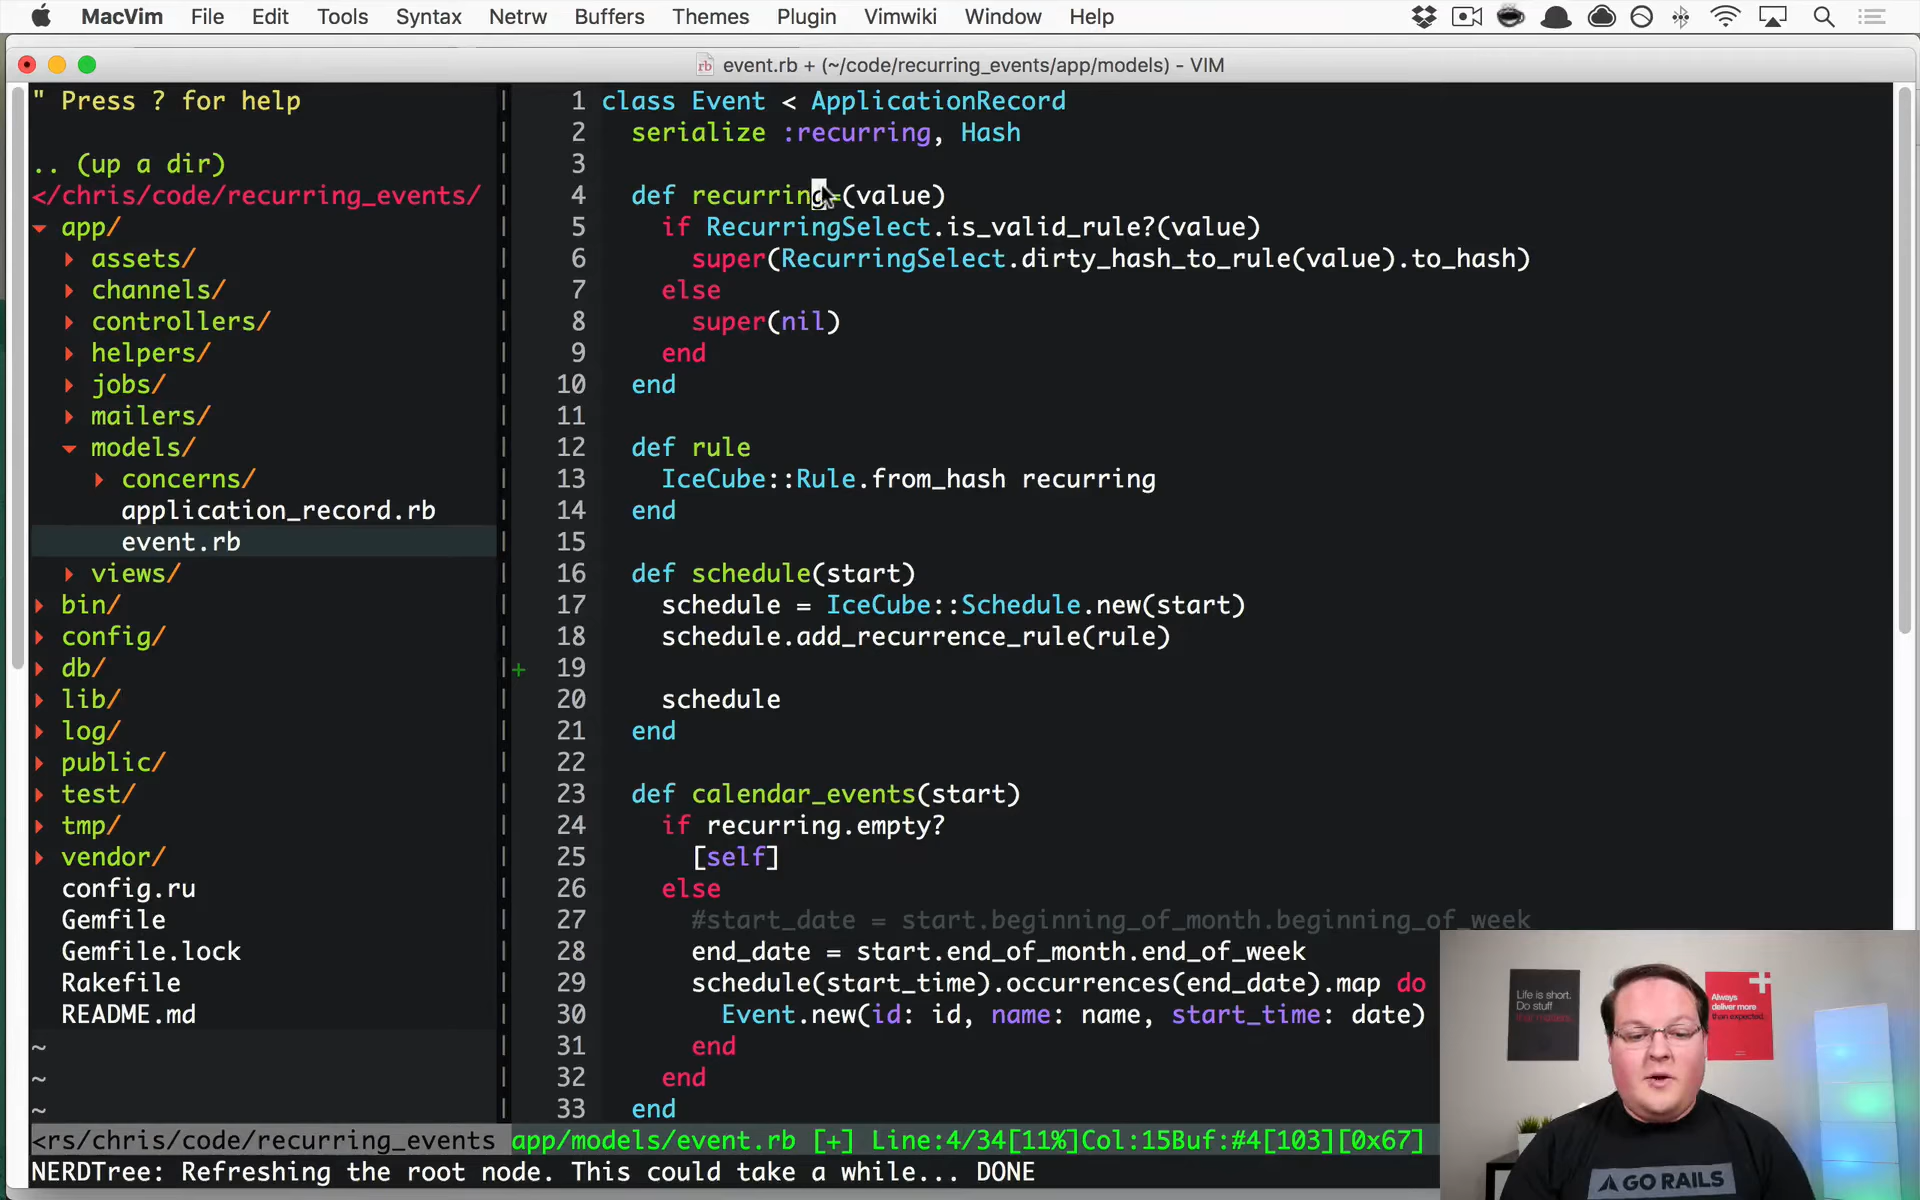 MacVim File Edit Tools Syntax Netrw Buffers Themes Plugin Vimwiki Window Help
event.rb + (~/code/recurring_events/app/models) - VIM
" Press ? for help
.. (up a dir)
</chris/code/recurring_events/
app/
assets/
channels/
controllers/
helpers/
jobs/
mailers/
models/
concerns/
application_record.rb
event.rb
views/
bin/
config/
db/
lib/
log/
public/
test/
tmp/
vendor/
config.ru
Gemfile
Gemfile.lock
Rakefile
README.md
~
~
~
1 class Event < ApplicationRecord
2 serialize :recurring, Hash
3
4 def recurring=(value)
5 if RecurringSelect.is_valid_rule?(value)
6 super(RecurringSelect.dirty_hash_to_rule(value).to_hash)
7 else
8 super(nil)
9 end
10 end
11
12 def rule
13 IceCube::Rule.from_hash recurring
14 end
15
16 def schedule(start)
17 schedule = IceCube::Schedule.new(start)
18 schedule.add_recurrence_rule(rule)
+ 19
20 schedule
21 end
22
23 def calendar_events(start)
24 if recurring.empty?
25 [self]
26 else
27 #start_date = start.beginning_of_month.beginning_of_week
28 end_date = start.end_of_month.end_of_week
29 schedule(start_time).occurrences(end_date).map do
30 Event.new(id: id, name: name, start_time: date)
31 end
32 end
33 end
<rs/chris/code/recurring_events app/models/event.rb [+] Line:4/34[11%]Col:15Buf:#4[103][0x67]
NERDTree: Refreshing the root node. This could take a while... DONE
Life is short.
Do stuff
Always
deliver more
than expected.
GO RAILS